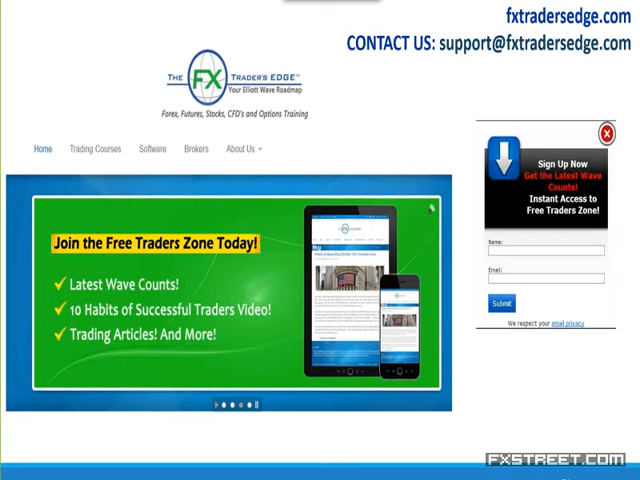 fxtradersedge.com
CONTACT US: support@fxtradersedge.com
THE FX TRADER'S EDGE™
Your Elliott Wave Roadmap
Forex, Futures, Stocks, CFD's and Options Training
Home Trading Courses Software Brokers About Us
Sign Up Now
Get the Latest Wave
Counts!
Instant Access to
Free Traders Zone!
Name:
Email:
Submit
We respect your email privacy
Join the Free Traders Zone Today!
Latest Wave Counts!
10 Habits of Successful Traders Video!
Trading Articles! And More!
Blog
FXSTREET.COM